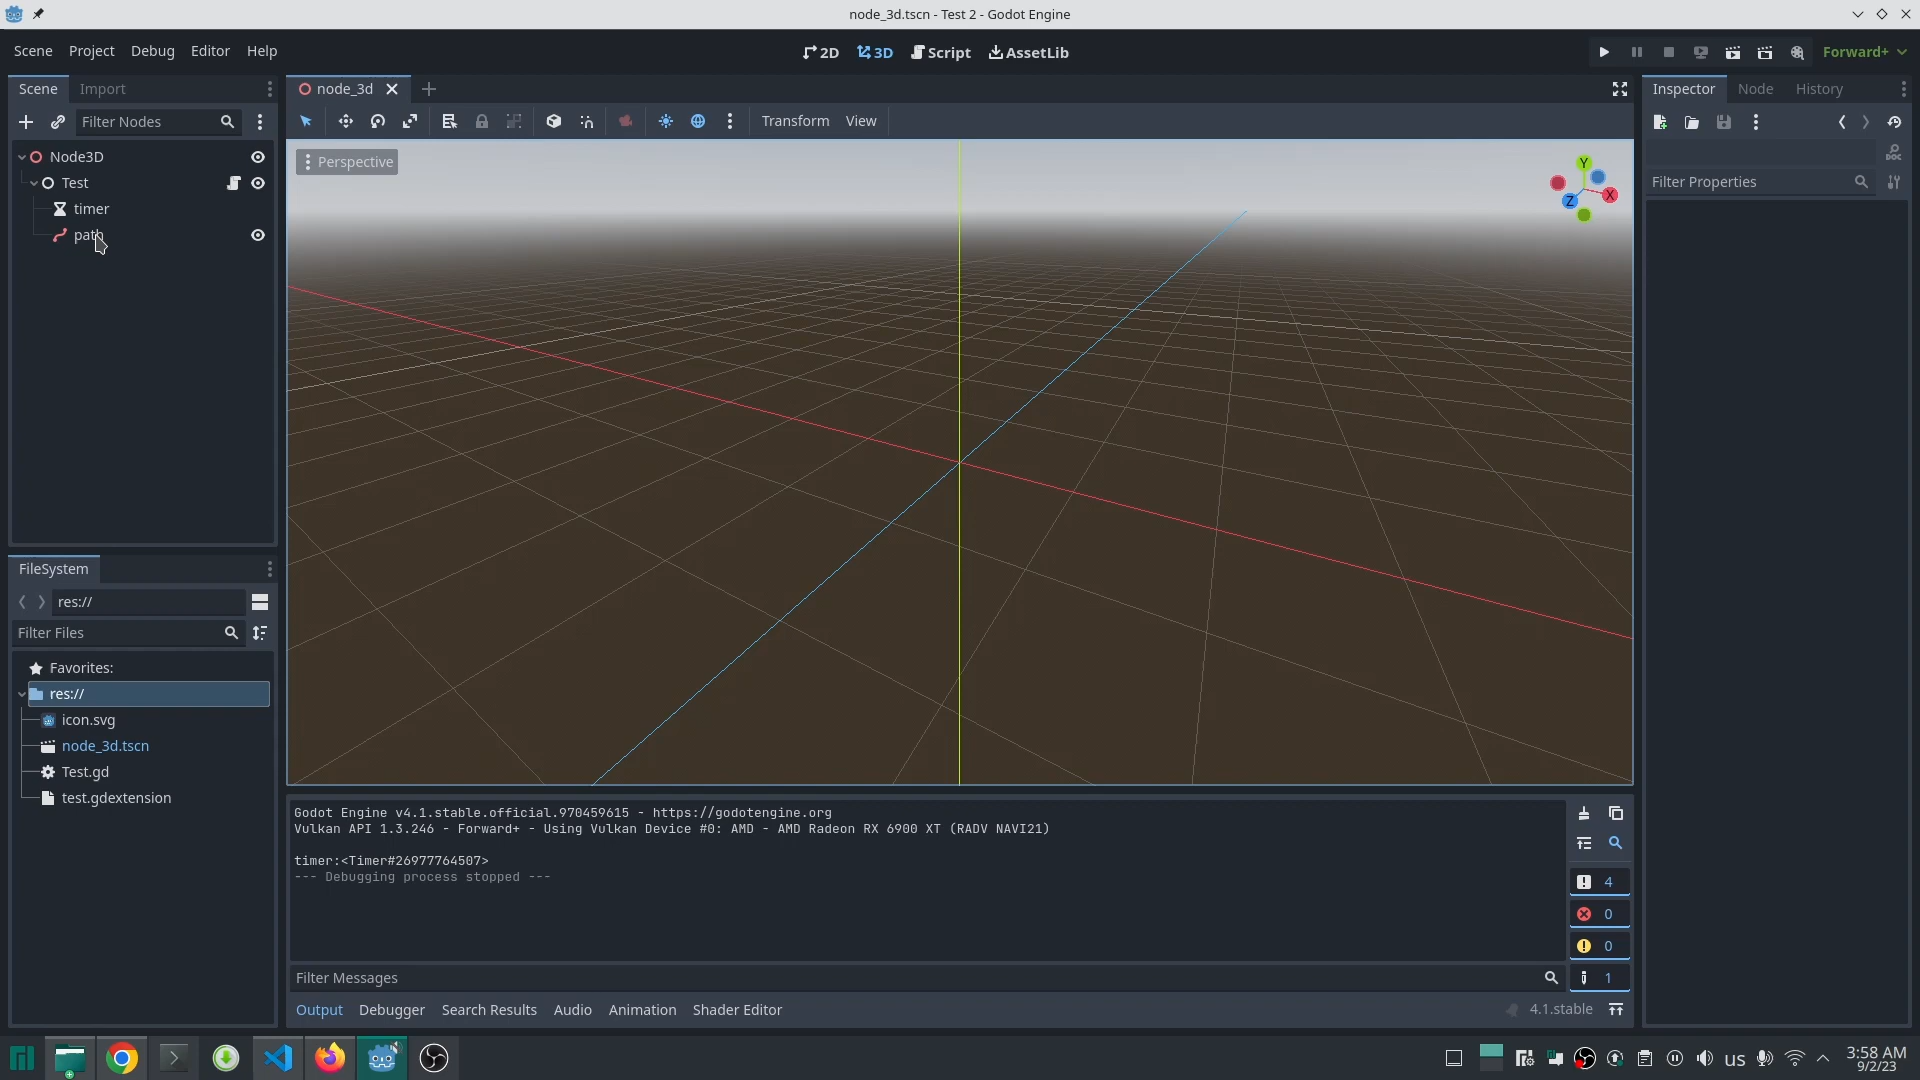 node_3d.tscn - Test 2 - Godot Engine
Scene Project Debug Editor Help
2D 3D Script AssetLib
Forward+
Scene Import
node_3d
Inspector Node History
Filter Nodes
Transform View
Node3D
Perspective
Y
X
Z
Test
Filter Properties
DOC
timer
path
FileSystem
res://
Filter Files
Favorites:
res://
icon.svg
node_3d.tscn
Test.gd
test.gdextension
Godot Engine v4.1.stable.official.970459615 - https://godotengine.org
Vulkan API 1.3.246 - Forward+ - Using Vulkan Device #0: AMD - AMD Radeon RX 6900 XT (RADV NAVI21)
timer:<Timer#26977764507>
--- Debugging process stopped ---
4
0
0
1
Filter Messages
Output Debugger Search Results Audio Animation Shader Editor
4.1.stable
us
3:58 AM
9/2/23